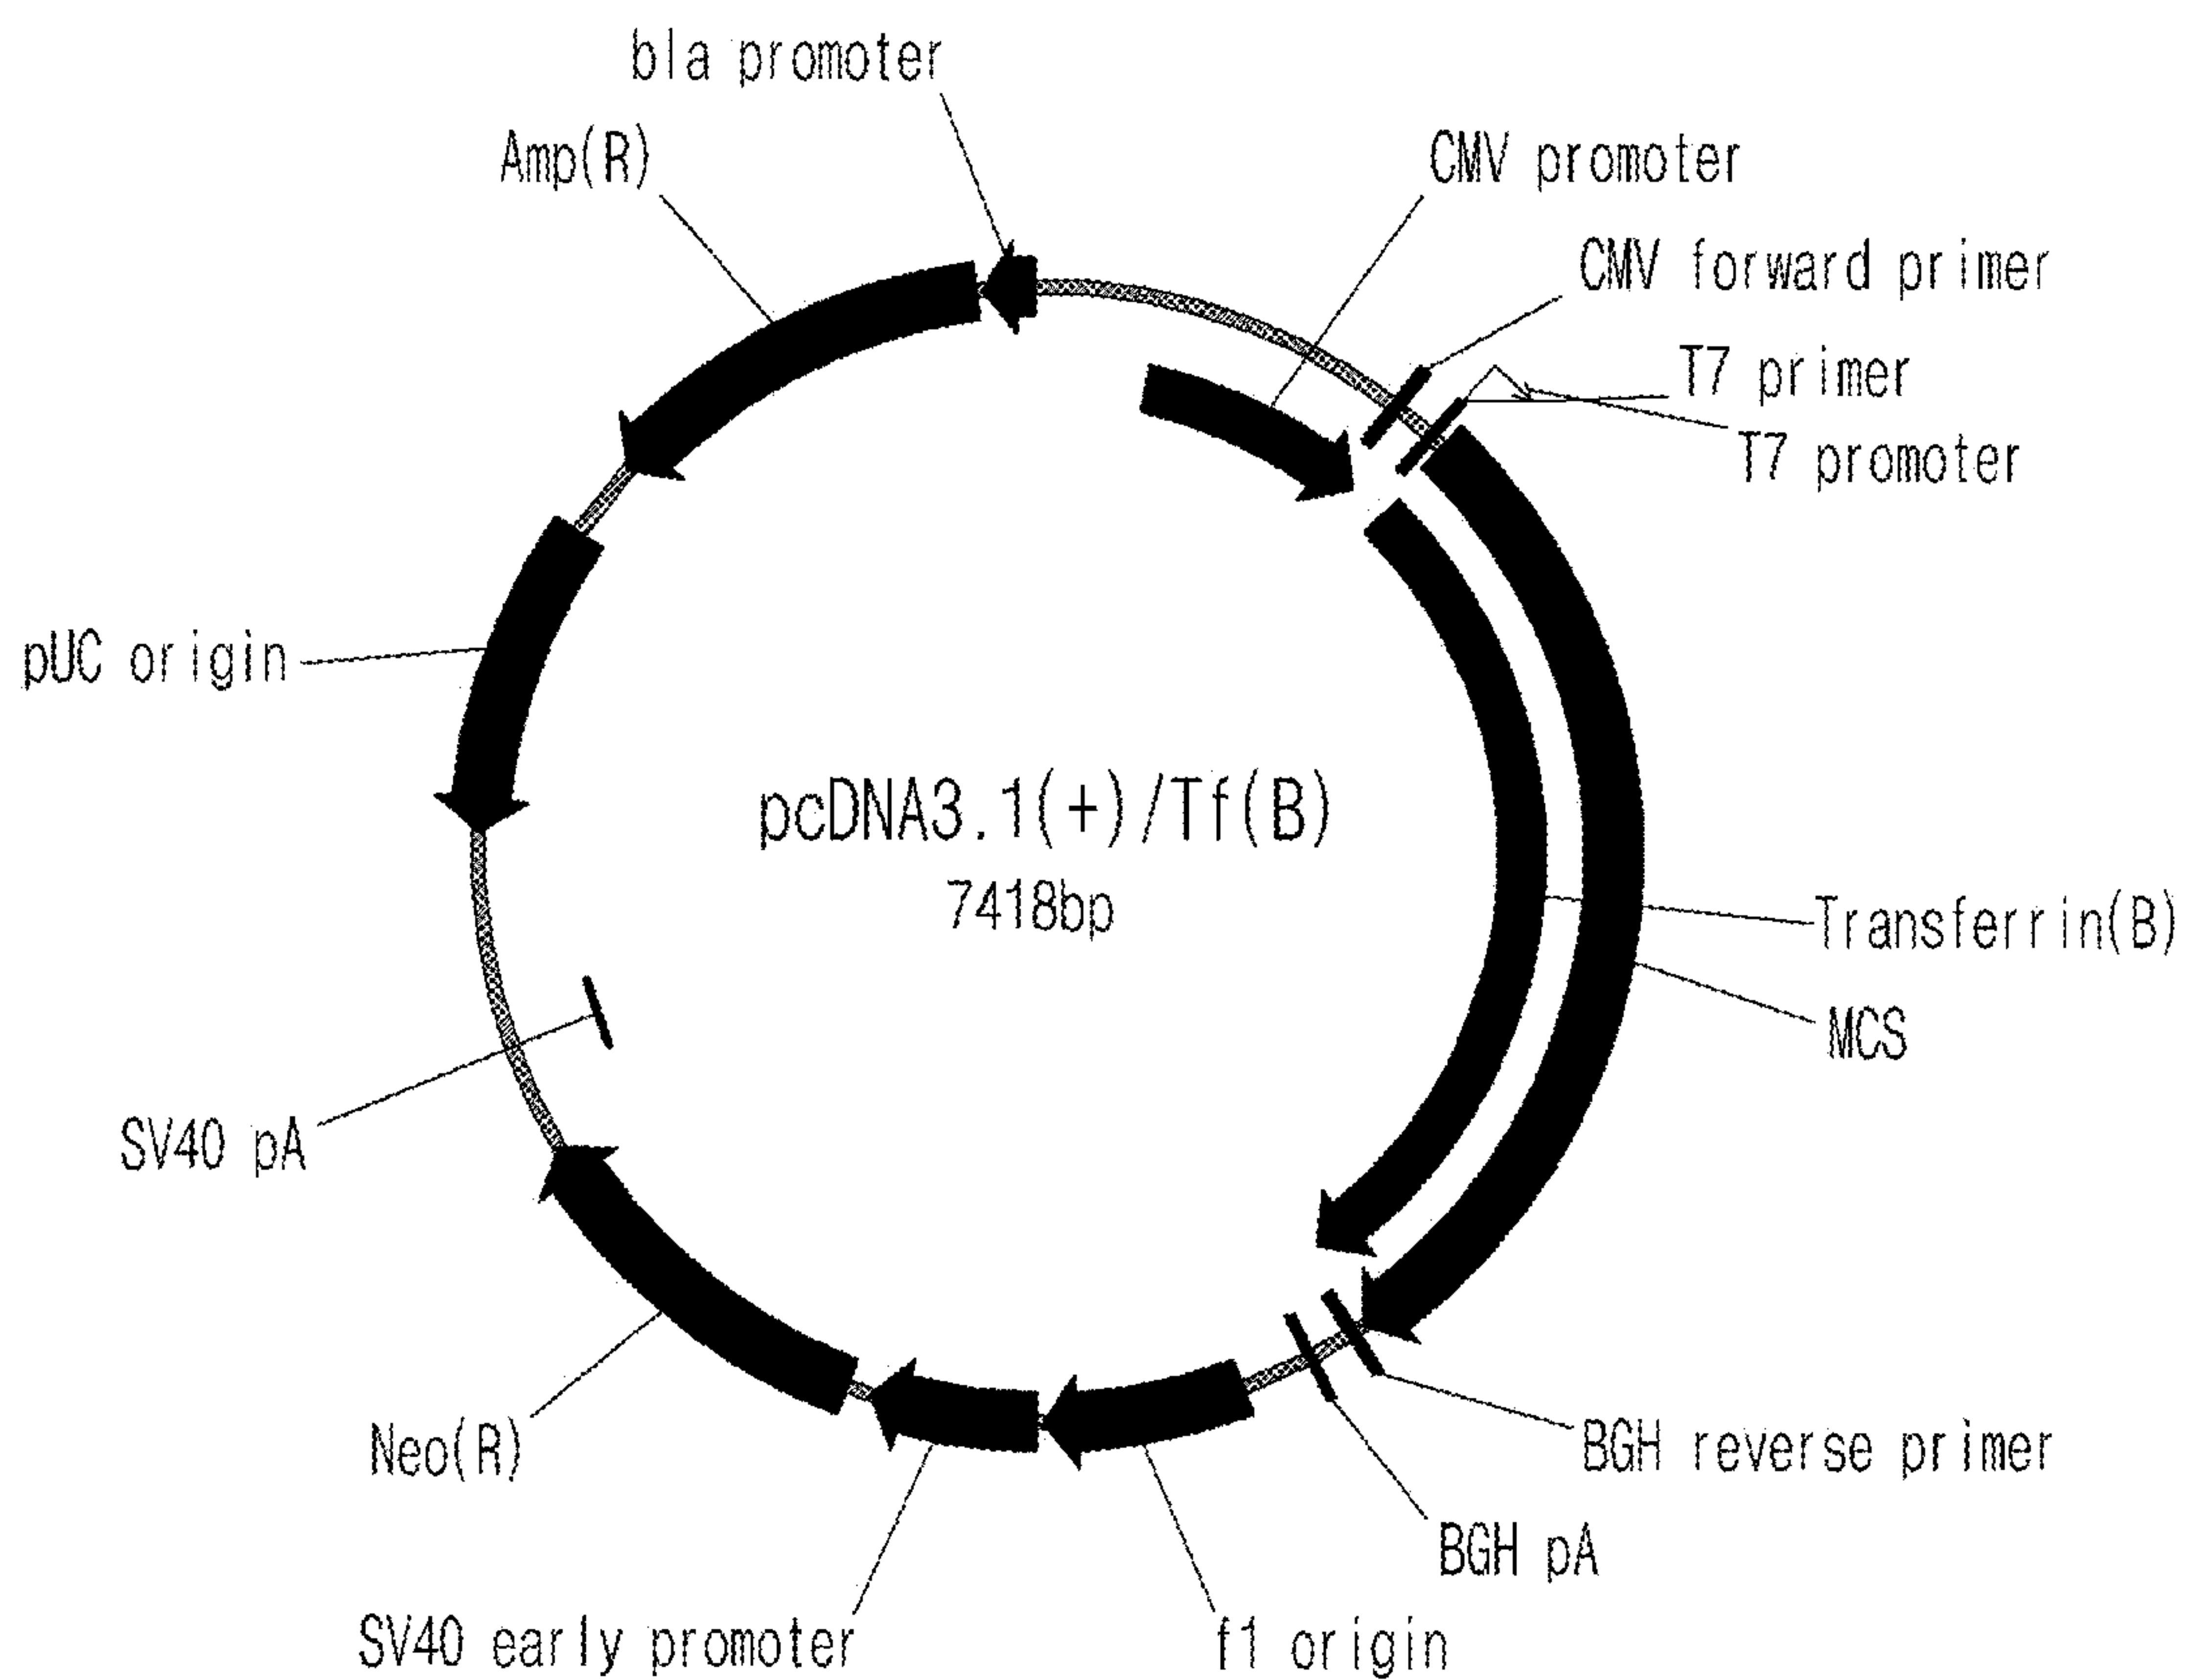 bla promoter
Amp(R)
CMV promoter
CMV forward primer
T7 primer
T7 promoter
pUC origin
pcDNA3.1(+)/Tf(B)
7418bp
Transferrin(B)
MCS
SV40 pA
Neo(R)
BGH reverse primer
BGH pA
SV40 early promoter
f1 origin